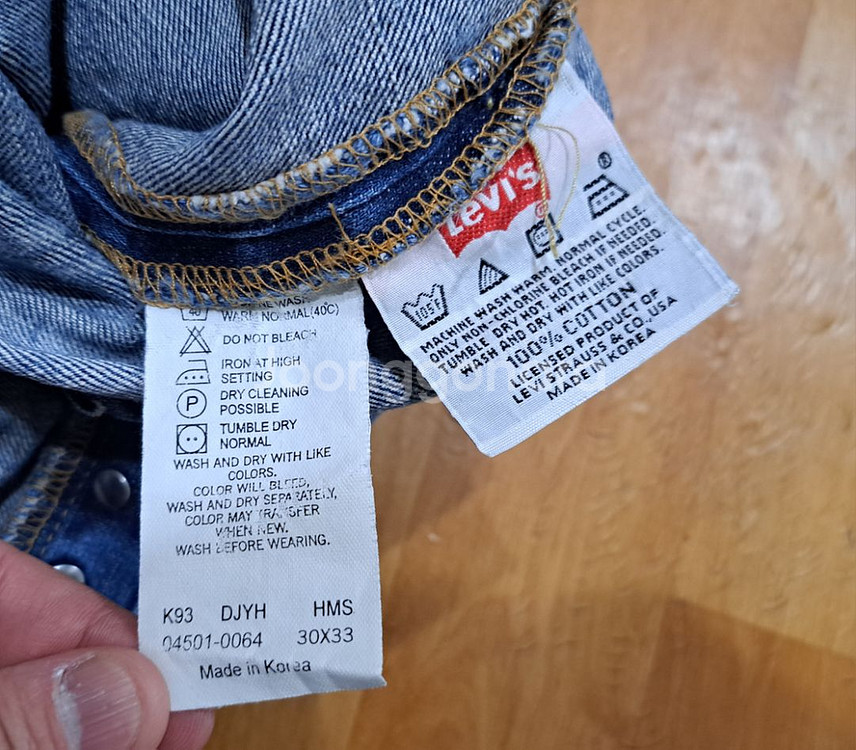 WARM NORMAL(40C)
DO NOT BLEACH
IRON AT HIGH
SETTING
P
DRY CLEANING
POSSIBLE
TUMBLE DRY
NORMAL
WASH AND DRY WITH LIKE
COLORS.
COLOR WILL BLEED,
WASH AND DRY SEPARATELY,
COLOR MAY TRANSFER
WHEN NEW.
WASH BEFORE WEARING.
K93 DJYH HMS
04501-0064 30X33
Made in Korea
Levi's ®
105F
MACHINE WASH WARM, NORMAL CYCLE.
ONLY NON-CHLORINE BLEACH IF NEEDED.
TUMBLE DRY HOT, HOT IRON IF NEEDED.
WASH AND DRY WITH LIKE COLORS.
100% COTTON
LICENSED PRODUCT OF
LEVI STRAUSS & CO.USA
MADE IN KOREA